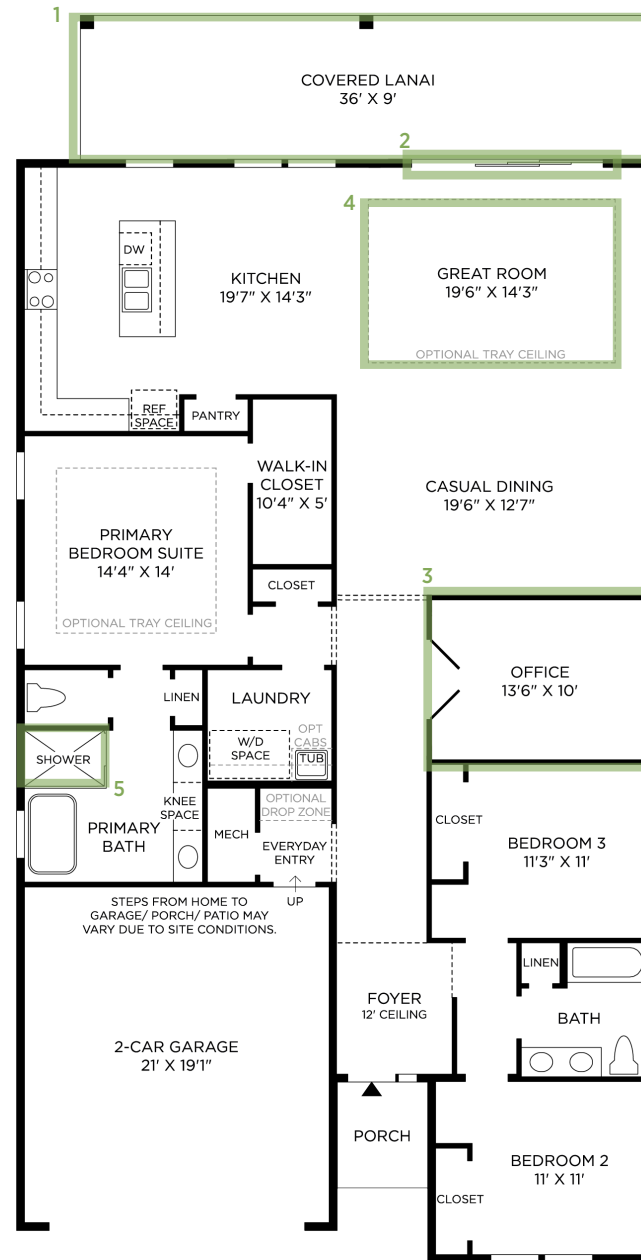 1
COVERED LANAI
36' X 9'
2
4
DW
KITCHEN
19'7" X 14'3"
GREAT ROOM
19'6" X 14'3"
OPTIONAL TRAY CEILING
REF
SPACE
PANTRY
WALK-IN
CLOSET
10'4" X 5'
CASUAL DINING
19'6" X 12'7"
PRIMARY
BEDROOM SUITE
14'4" X 14'
OPTIONAL TRAY CEILING
CLOSET
3
OFFICE
13'6" X 10'
LINEN
LAUNDRY
W/D
SPACE
OPT
CABS
TUB
SHOWER
5
KNEE
SPACE
PRIMARY
BATH
MECH
OPTIONAL
DROP ZONE
EVERYDAY
ENTRY
UP
CLOSET
BEDROOM 3
11'3" X 11'
STEPS FROM HOME TO
GARAGE/ PORCH/ PATIO MAY
VARY DUE TO SITE CONDITIONS.
LINEN
FOYER
12' CEILING
BATH
2-CAR GARAGE
21' X 19'1"
PORCH
BEDROOM 2
11' X 11'
CLOSET